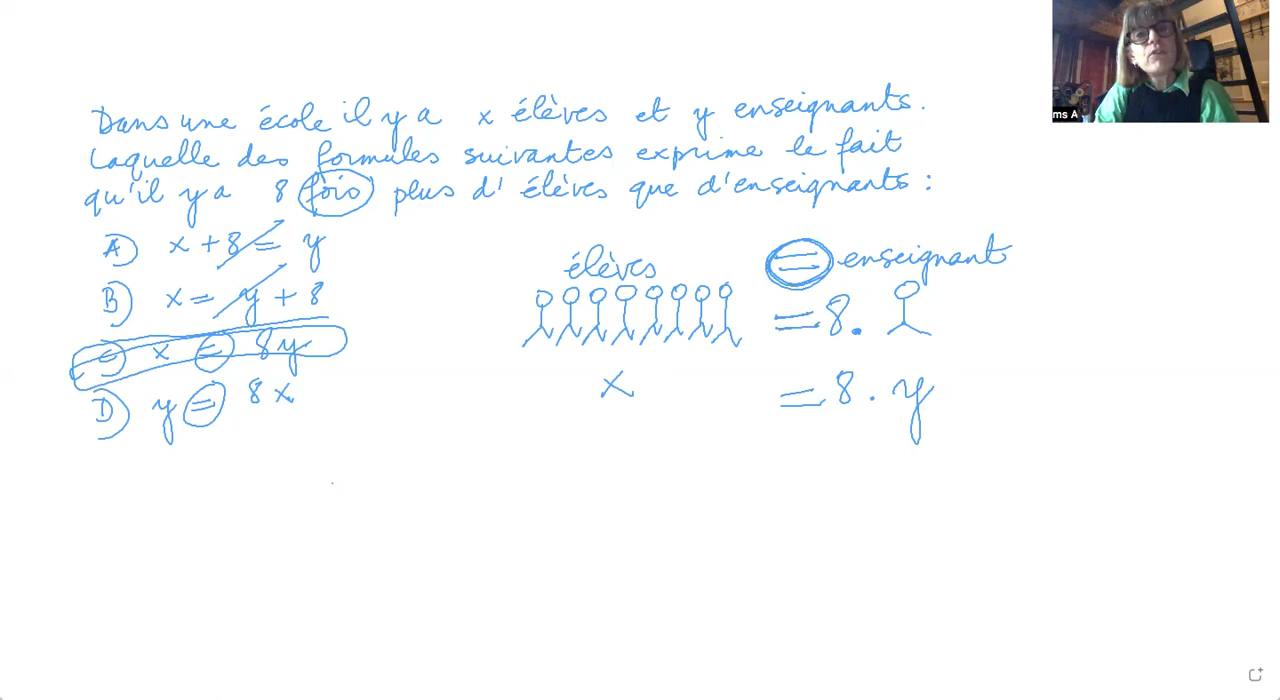 Dans une école il y a x élèves et y enseignants.
Laquelle des formules suivantes exprime le fait
qu'il y a 8 fois plus d'élèves que d'enseignants :
A) x + 8 = y
B) x = y + 8
C) x = 8y
D) y = 8x
élèves = enseignant
= 8.
x = 8 . y
ms A